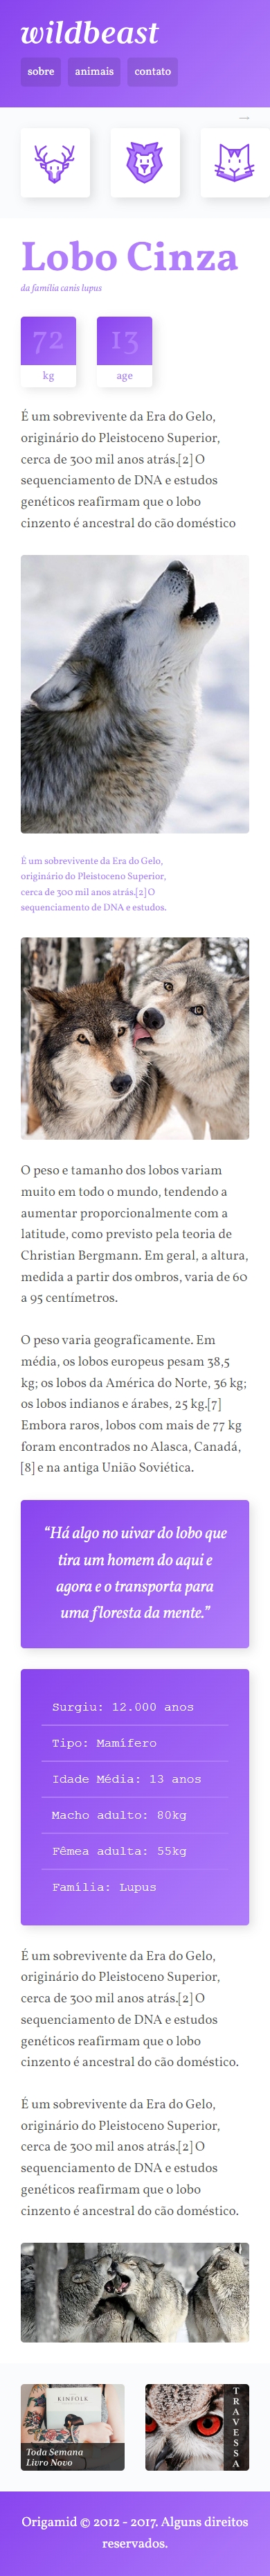 wildbeast
sobre animais contato
→
Lobo Cinza
da família canis lupus
72 13
kg age
É um sobrevivente da Era do Gelo,
originário do Pleistoceno Superior,
cerca de 300 mil anos atrás.[2] O
sequenciamento de DNA e estudos
genéticos reafirmam que o lobo
cinzento é ancestral do cão doméstico
É um sobrevivente da Era do Gelo,
originário do Pleistoceno Superior,
cerca de 300 mil anos atrás.[2] O
sequenciamento de DNA e estudos.
O peso e tamanho dos lobos variam
muito em todo o mundo, tendendo a
aumentar proporcionalmente com a
latitude, como previsto pela teoria de
Christian Bergmann. Em geral, a altura,
medida a partir dos ombros, varia de 60
a 95 centímetros.
O peso varia geograficamente. Em
média, os lobos europeus pesam 38,5
kg; os lobos da América do Norte, 36 kg;
os lobos indianos e árabes, 25 kg.[7]
Embora raros, lobos com mais de 77 kg
foram encontrados no Alasca, Canadá,
[8] e na antiga União Soviética.
“Há algo no uivar do lobo que
tira um homem do aqui e
agora e o transporta para
uma floresta da mente.”
Surgiu: 12.000 anos
Tipo: Mamífero
Idade Média: 13 anos
Macho adulto: 80kg
Fêmea adulta: 55kg
Família: Lupus
É um sobrevivente da Era do Gelo,
originário do Pleistoceno Superior,
cerca de 300 mil anos atrás.[2] O
sequenciamento de DNA e estudos
genéticos reafirmam que o lobo
cinzento é ancestral do cão doméstico.
É um sobrevivente da Era do Gelo,
originário do Pleistoceno Superior,
cerca de 300 mil anos atrás.[2] O
sequenciamento de DNA e estudos
genéticos reafirmam que o lobo
cinzento é ancestral do cão doméstico.
KINFOLK
Toda Semana
Livro Novo
TRAVESSA
Origamid © 2012 - 2017. Alguns direitos
reservados.